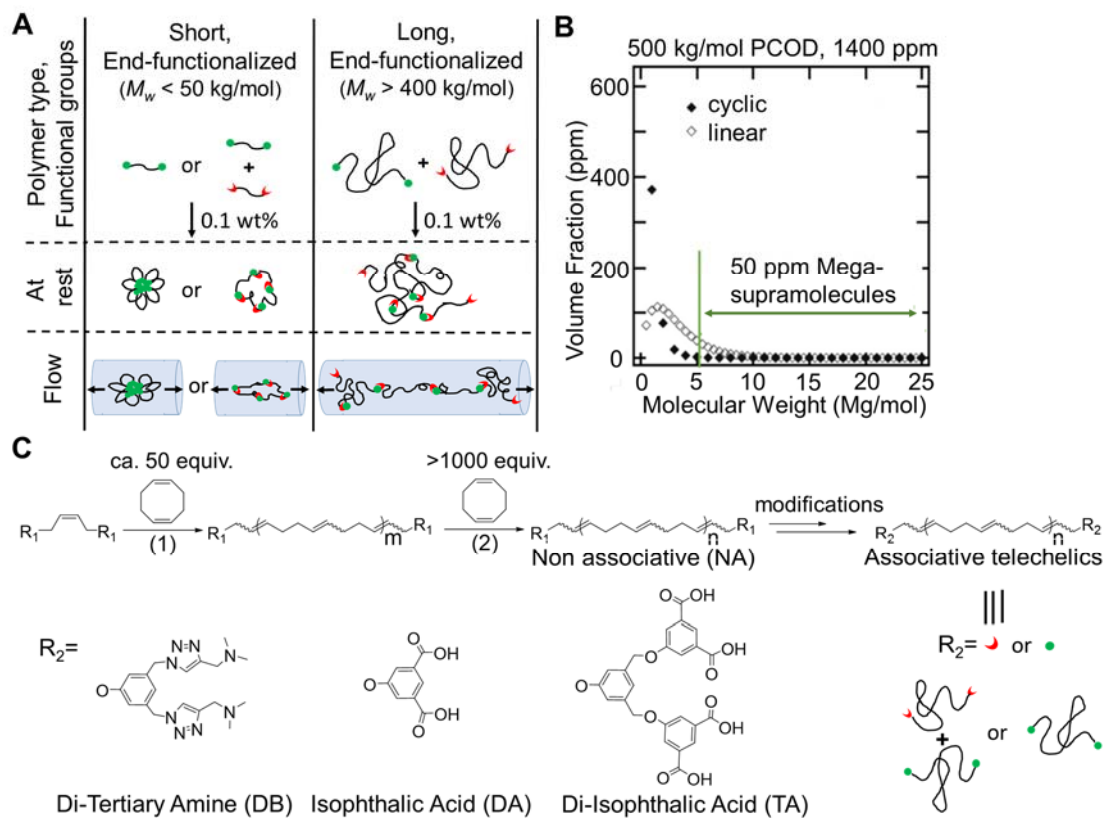 A
Polymer type,
Functional groups
Short,
End-functionalized
(Mw < 50 kg/mol)
Long,
End-functionalized
(Mw > 400 kg/mol)
or
+
+
0.1 wt%
0.1 wt%
At
rest
or
Flow
or
B
500 kg/mol PCOD, 1400 ppm
Volume Fraction (ppm)
600
400
200
0
cyclic
linear
50 ppm Mega-
supramolecules
0 5 10 15 20 25
Molecular Weight (Mg/mol)
C
ca. 50 equiv.
>1000 equiv.
modifications
R1 R1
(1)
R1 m R1
(2)
R1 n R1
R2 n R2
Non associative (NA)
Associative telechelics
R2=
N=N
N
N
N
N
N=N
O
Di-Tertiary Amine (DB)
O
OH
O
O
OH
Isophthalic Acid (DA)
O
OH
O
O
OH
O
O
O
OH
O
OH
Di-Isophthalic Acid (TA)
R2= or
+
or